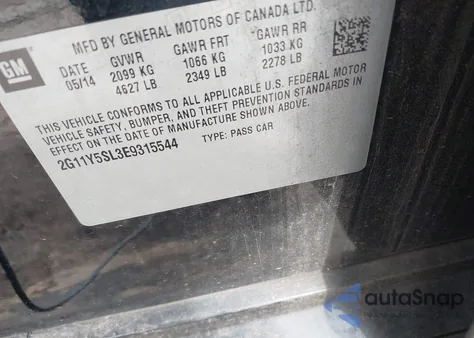 GM
MFD BY GENERAL MOTORS OF CANADA LTD.
DATE GVWR GAWR FRT GAWR RR
05/14 2099 KG 1066 KG 1033 KG
4627 LB 2349 LB 2278 LB
THIS VEHICLE CONFORMS TO ALL APPLICABLE U.S. FEDERAL MOTOR
VEHICLE SAFETY, BUMPER, AND THEFT PREVENTION STANDARDS IN
EFFECT ON THE DATE OF MANUFACTURE SHOWN ABOVE.
2G11Y5SL3E9315544 TYPE: PASS CAR
autoSnap